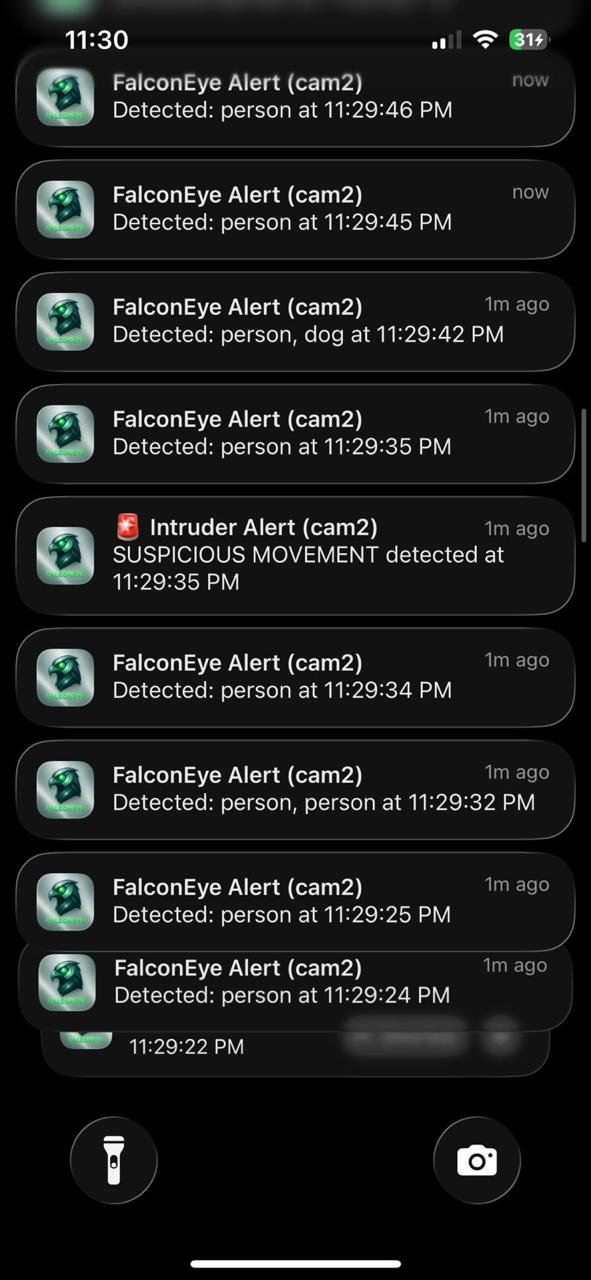 11:30
31
FalconEye Alert (cam2)
now
Detected: person at 11:29:46 PM
FalconEye Alert (cam2)
now
Detected: person at 11:29:45 PM
FalconEye Alert (cam2)
1m ago
Detected: person, dog at 11:29:42 PM
FalconEye Alert (cam2)
1m ago
Detected: person at 11:29:35 PM
🚨 Intruder Alert (cam2)
1m ago
SUSPICIOUS MOVEMENT detected at
11:29:35 PM
FalconEye Alert (cam2)
1m ago
Detected: person at 11:29:34 PM
FalconEye Alert (cam2)
1m ago
Detected: person, person at 11:29:32 PM
FalconEye Alert (cam2)
1m ago
Detected: person at 11:29:25 PM
FalconEye Alert (cam2)
1m ago
Detected: person at 11:29:24 PM
11:29:22 PM